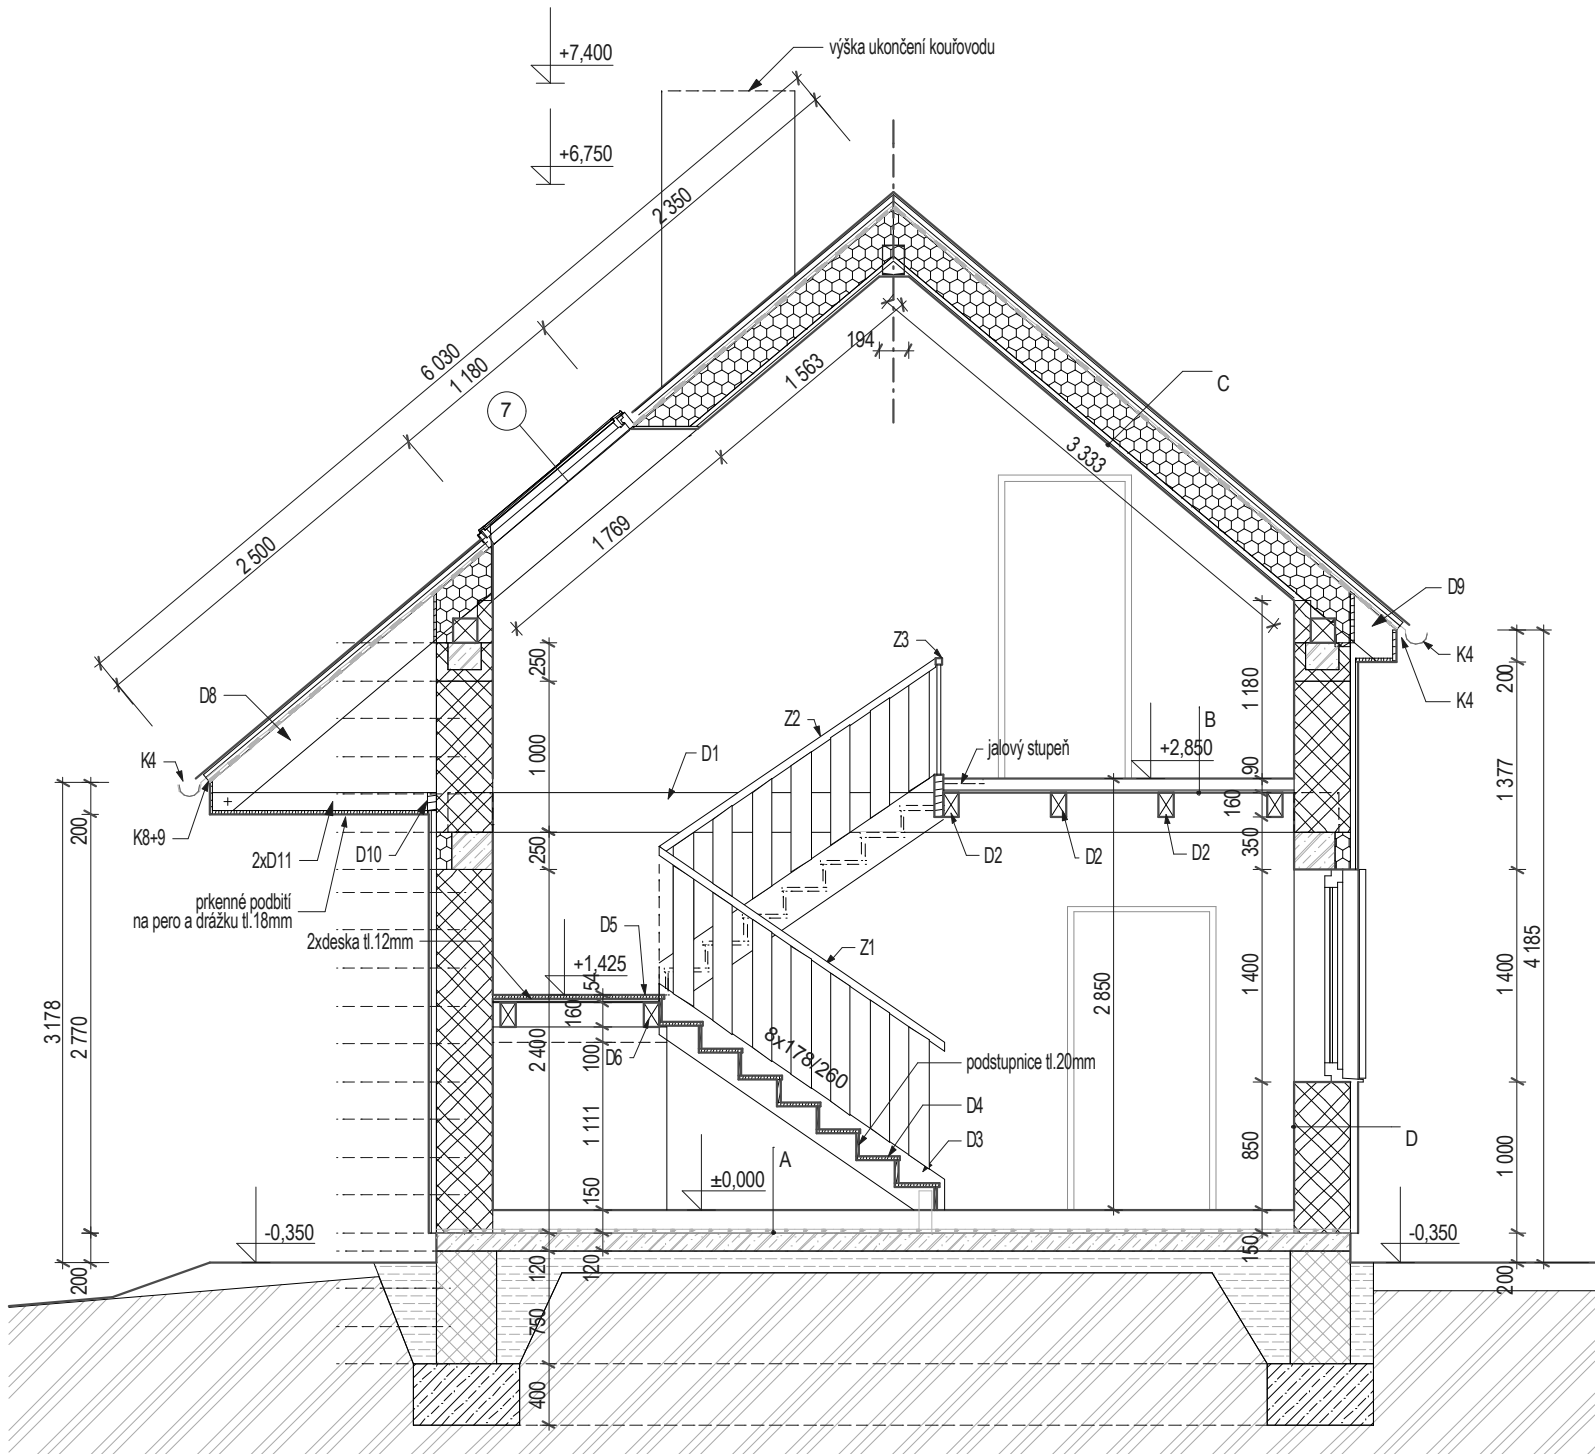 +7,400
výška ukončení kouřovodu
+6,750
2 350
6 030
1 180
7
194
1 563
C
3 333
1 769
2 500
D9
Z3
K4
250
200
K4
D8
1 180
Z2
B
jalový stupeň
+2,850
K4
D1
1 000
90
1 377
160
K8+9
200
2xD11
D10
250
D2
D2
D2
350
prkenné podbití
na pero a drážku tl.18mm
2xdeska tl.12mm
D5
Z1
+1,425
54
160
1 400
1 400
4 185
2 850
3 178
2 770
2 400
100
D6
8x178/260
podstupnice tl.20mm
D4
1 111
D3
850
D
1 000
A
±0,000
150
-0,350
-0,350
150
120
120
200
200
750
400